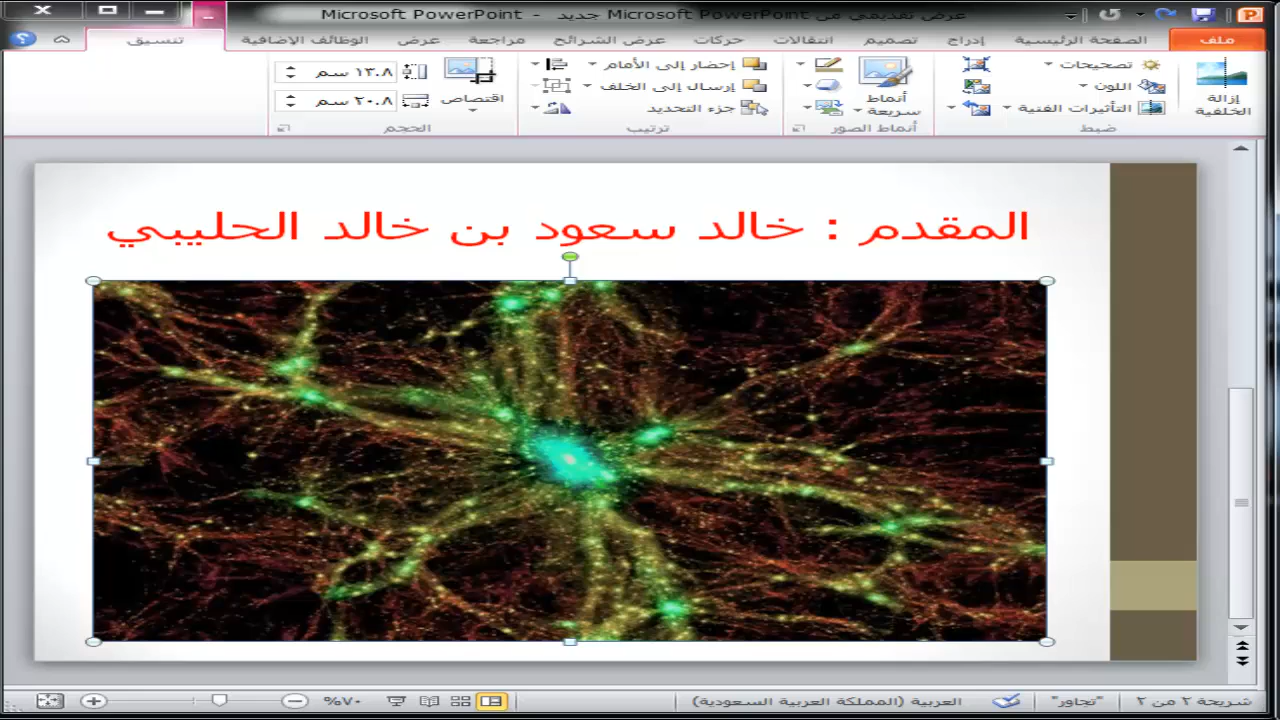 عرض تقديمي من Microsoft PowerPoint جديد - Microsoft PowerPoint
ملف الصفحة الرئيسية إدراج تصميم انتقالات حركات عرض الشرائح مراجعة عرض الوظائف الإضافية تنسيق
إزالة الخلفية
تصحيحات
اللون
التأثيرات الفنية
ضبط
أنماط سريعة
أنماط الصور
إحضار إلى الأمام
إرسال إلى الخلف
جزء التحديد
ترتيب
اقتصاص
١٣.٨ سم
٢٠.٨ سم
الحجم
المقدم : خالد سعود بن خالد الحليبي
شريحة ٢ من ٢ "تجاور" العربية (المملكة العربية السعودية) ٧٠%